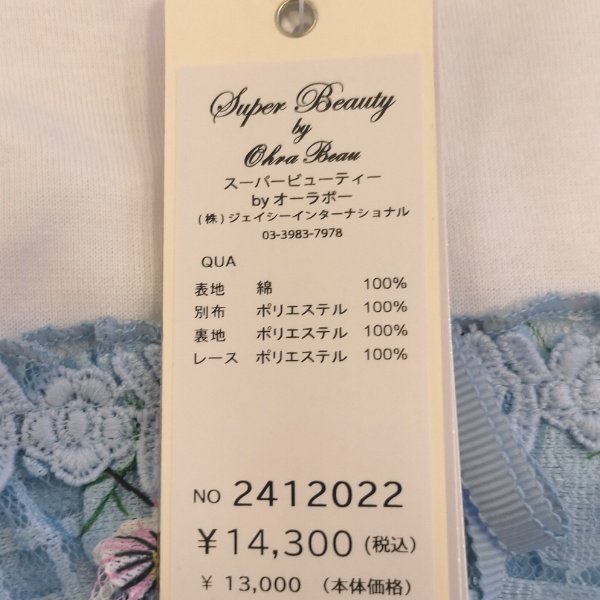 Super Beauty
by
Ohra Beau
スーパービューティー
by オーラボー
(株)ジェイシーインターナショナル
03-3983-7978
QUA
表地 綿 100%
別布 ポリエステル 100%
裏地 ポリエステル 100%
レース ポリエステル 100%
NO 2412022
¥14,300(税込)
¥ 13,000 (本体価格)